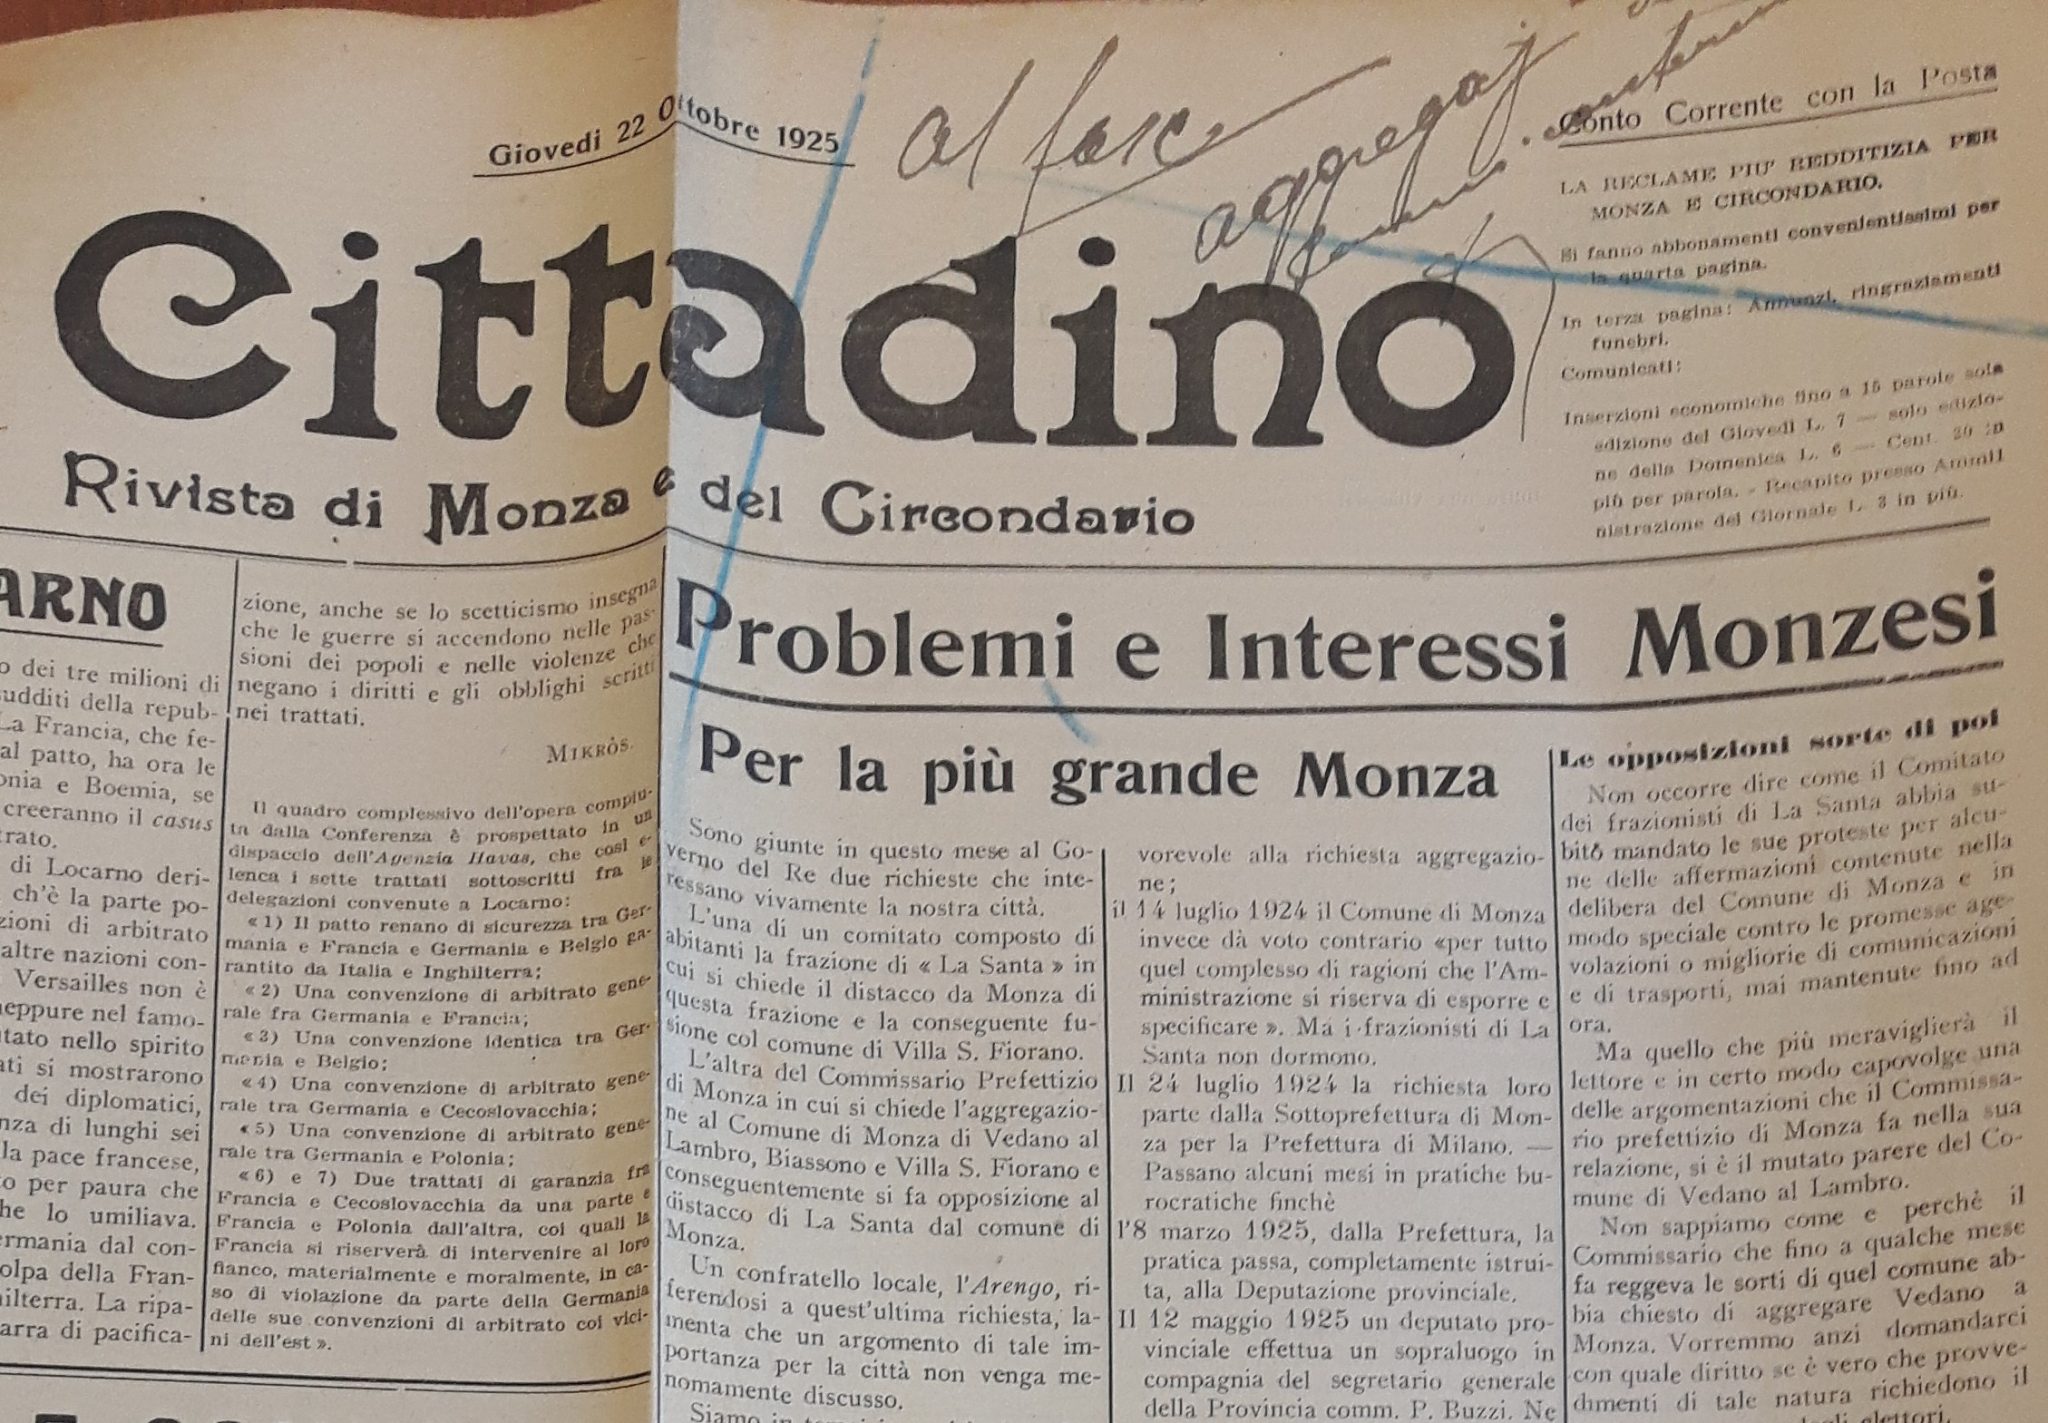 al fasc.
aggregaz
Giovedì 22 Ottobre 1925
Cittadino
Rivista di Monza e del Circondario
Conto Corrente con la Posta
LA RECLAME PIU' REDDITIZIA PER
MONZA E CIRCONDARIO.
Si fanno abbonamenti convenientissimi per
la quarta pagina.
In terza pagina: Annunzi, ringraziamenti
funebri.
Comunicati:
Inserzioni economiche fino a 15 parole sola
edizione del Giovedì L. 7 — solo edizio-
ne della Domenica L. 6 — Cent. 20 in
più per parola. - Recapito presso Ammi
nistrazione del Giornale L. 3 in più.
ARNO
o dei tre milioni di
sudditi della repub-
La Francia, che fe-
al patto, ha ora le
onia e Boemia, se
creeranno il casus
trato.
di Locarno deri-
ch'è la parte po-
zioni di arbitrato
altre nazioni con-
Versailles non è
neppure nel famo-
tato nello spirito
ati si mostrarono
dei diplomatici,
nza di lunghi sei
la pace francese,
o per paura che
he lo umiliava.
ermania dal con-
olpa della Fran-
hilterra. La ripa-
arra di pacifica-
zione, anche se lo scetticismo insegna
che le guerre si accendono nelle pas-
sioni dei popoli e nelle violenze che
negano i diritti e gli obblighi scritti
nei trattati.
MIKRÒS.
Il quadro complessivo dell'opera compiu-
ta dalla Conferenza è prospettato in un
dispaccio dell'Agenzia Havas, che così e-
lenca i sette trattati sottoscritti fra le
delegazioni convenute a Locarno:
« 1) Il patto renano di sicurezza tra Ger-
mania e Francia e Germania e Belgio ga-
rantito da Italia e Inghilterra;
« 2) Una convenzione di arbitrato gene-
rale fra Germania e Francia;
« 3) Una convenzione identica tra Ger-
mania e Belgio;
« 4) Una convenzione di arbitrato gene-
rale tra Germania e Cecoslovacchia;
« 5) Una convenzione di arbitrato gene-
rale tra Germania e Polonia;
« 6) e 7) Due trattati di garanzia fra
Francia e Cecoslovacchia da una parte e
Francia e Polonia dall'altra, coi quali la
Francia si riserverà di intervenire al loro
fianco, materialmente e moralmente, in ca-
so di violazione da parte della Germania
delle sue convenzioni di arbitrato coi vici-
ni dell'est ».
Problemi e Interessi Monzesi
Per la più grande Monza
Sono giunte in questo mese al Go-
verno del Re due richieste che inte-
ressano vivamente la nostra città.
L'una di un comitato composto di
abitanti la frazione di « La Santa » in
cui si chiede il distacco da Monza di
questa frazione e la conseguente fu-
sione col comune di Villa S. Fiorano.
L'altra del Commissario Prefettizio
di Monza in cui si chiede l'aggregazio-
ne al Comune di Monza di Vedano al
Lambro, Biassono e Villa S. Fiorano e
conseguentemente si fa opposizione al
distacco di La Santa dal comune di
Monza.
Un confratello locale, l'Arengo, ri-
ferendosi a quest'ultima richiesta, la-
menta che un argomento di tale im-
portanza per la città non venga me-
nomamente discusso.
vorevole alla richiesta aggregazio-
ne;
il 14 luglio 1924 il Comune di Monza
invece dà voto contrario «per tutto
quel complesso di ragioni che l'Am-
ministrazione si riserva di esporre e
specificare ». Ma i frazionisti di La
Santa non dormono.
Il 24 luglio 1924 la richiesta loro
parte dalla Sottoprefettura di Mon-
za per la Prefettura di Milano. —
Passano alcuni mesi in pratiche bu-
rocratiche finchè
l'8 marzo 1925, dalla Prefettura, la
pratica passa, completamente istrui-
ta, alla Deputazione provinciale.
Il 12 maggio 1925 un deputato pro-
vinciale effettua un sopraluogo in
compagnia del segretario generale
della Provincia comm. P. Buzzi. Ne
Le opposizioni sorte di poi
Non occorre dire come il Comitato
dei frazionisti di La Santa abbia su-
bito mandato le sue proteste per alcu-
ne delle affermazioni contenute nella
delibera del Comune di Monza e in
modo speciale contro le promesse age-
volazioni o migliorie di comunicazioni
e di trasporti, mai mantenute fino ad
ora.
Ma quello che più meraviglierà il
lettore e in certo modo capovolge una
delle argomentazioni che il Commissa-
rio prefettizio di Monza fa nella sua
relazione, si è il mutato parere del Co-
mune di Vedano al Lambro.
Non sappiamo come e perchè il
Commissario che fino a qualche mese
fa reggeva le sorti di quel comune ab-
bia chiesto di aggregare Vedano a
Monza. Vorremmo anzi domandarci
con quale diritto se è vero che provve-
dimenti di tale natura richiedono il
elettori.